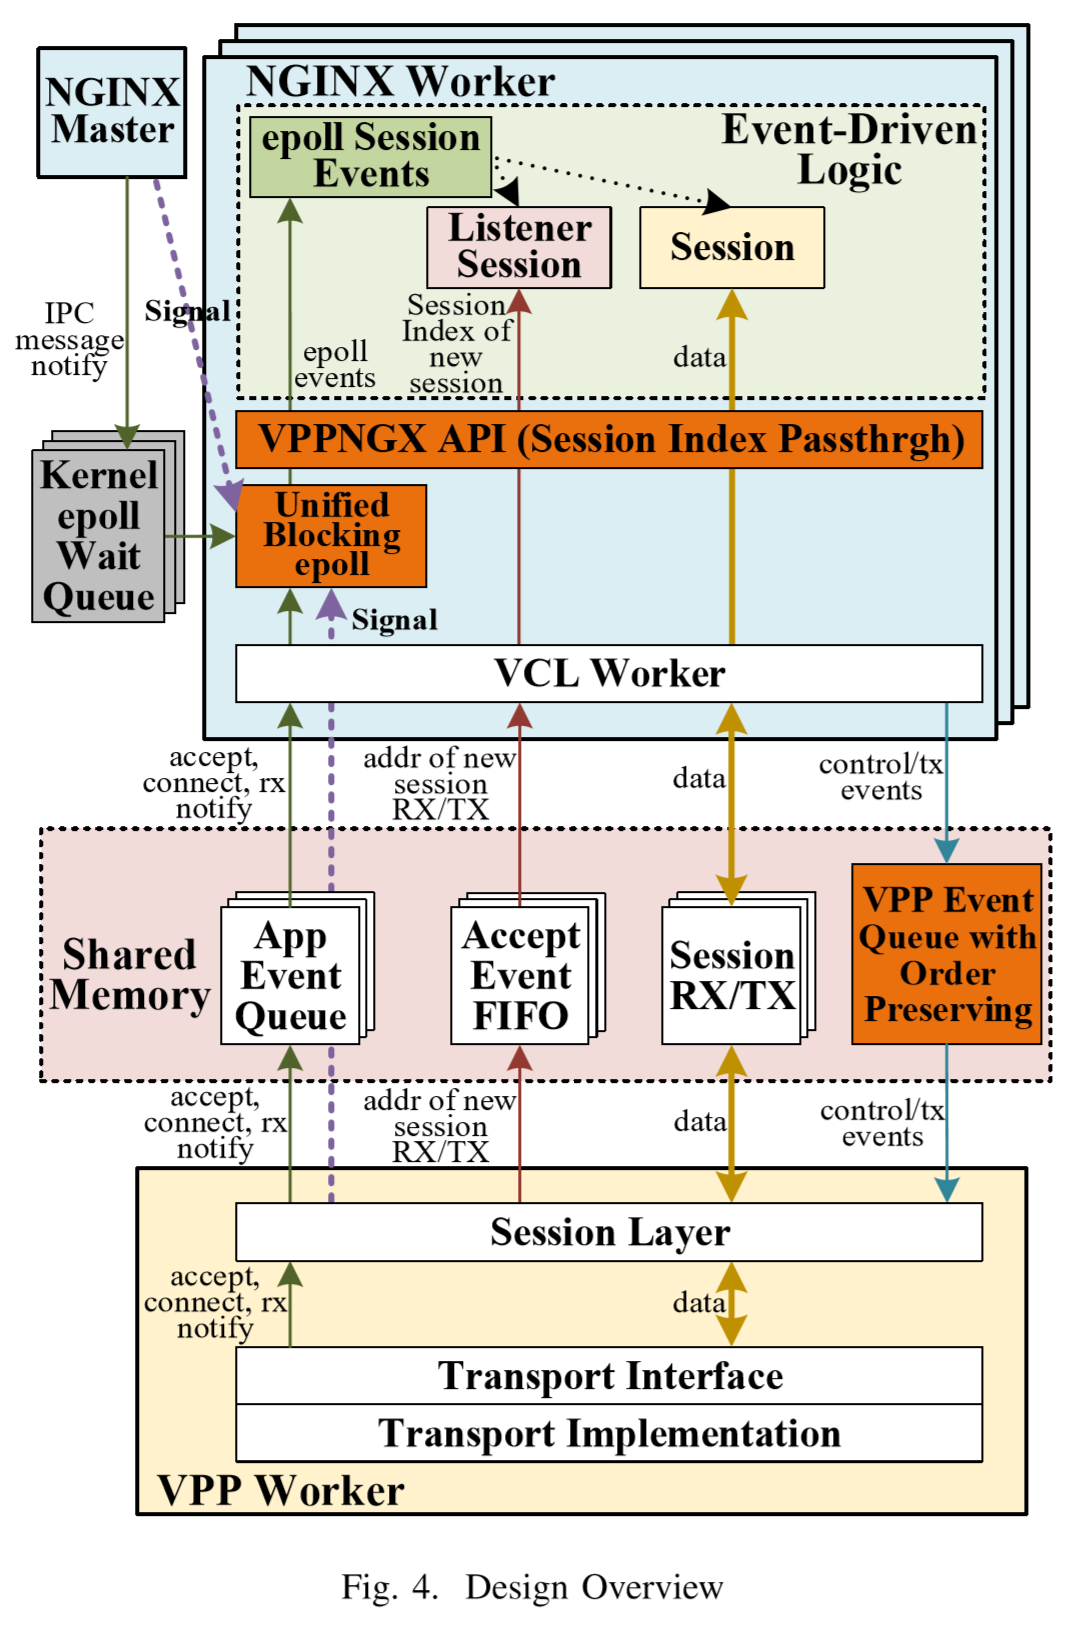 NGINX
Master
NGINX Worker
Event-Driven
Logic
epoll Session
Events
Listener
Session
Session
IPC
message
notify
Signal
epoll
events
Session
Index of
new
session
data
VPPNGX API (Session Index Passthrgh)
Kernel
epoll
Wait
Queue
Unified
Blocking
epoll
Signal
VCL Worker
accept,
connect, rx
notify
addr of new
session
RX/TX
data
control/tx
events
Shared
Memory
App
Event
Queue
Accept
Event
FIFO
Session
RX/TX
VPP Event
Queue with
Order
Preserving
accept,
connect, rx
notify
addr of new
session
RX/TX
data
control/tx
events
Session Layer
accept,
connect, rx
notify
data
Transport Interface
Transport Implementation
VPP Worker
Fig. 4. Design Overview